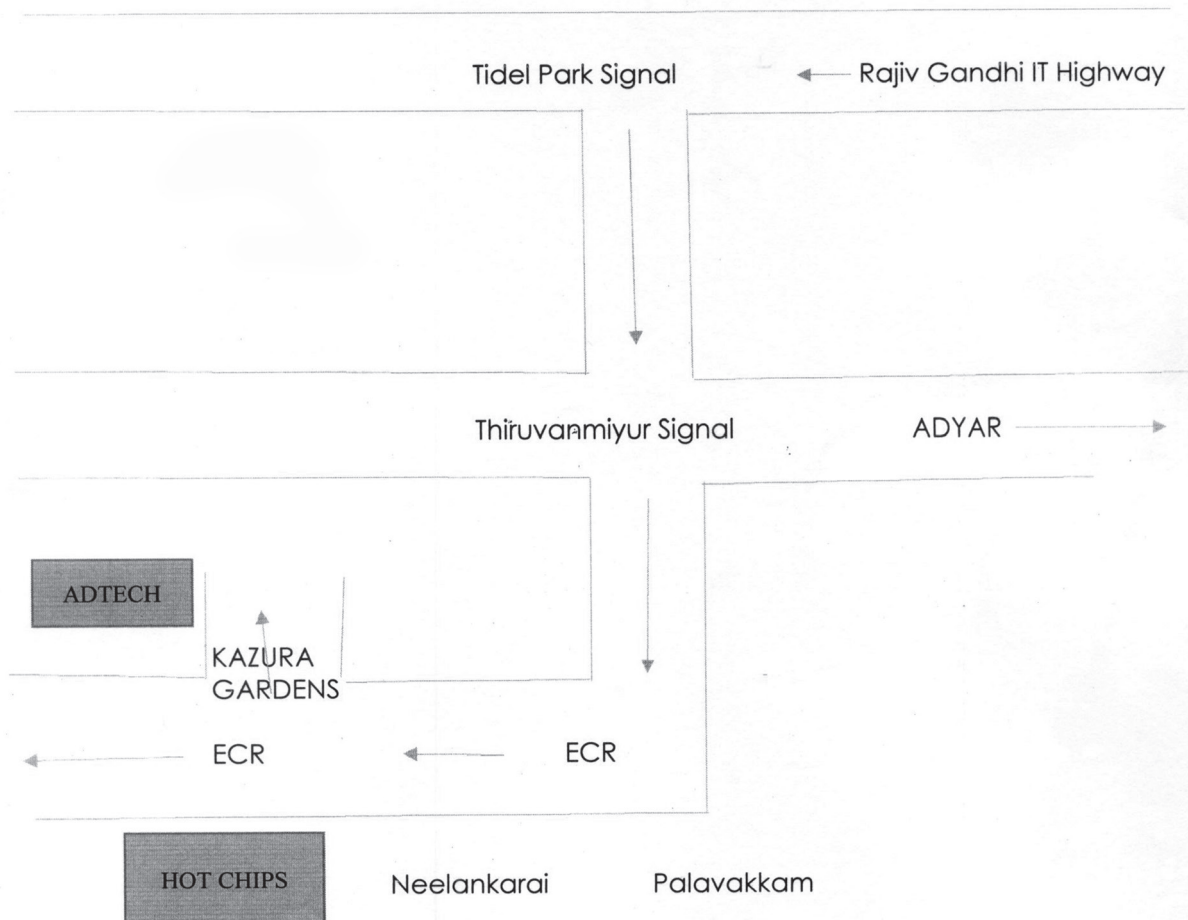 Tidel Park Signal
Rajiv Gandhi IT Highway
Thiruvanmiyur Signal
ADYAR
ADTECH
KAZURA
GARDENS
ECR
ECR
HOT CHIPS
Neelankarai
Palavakkam